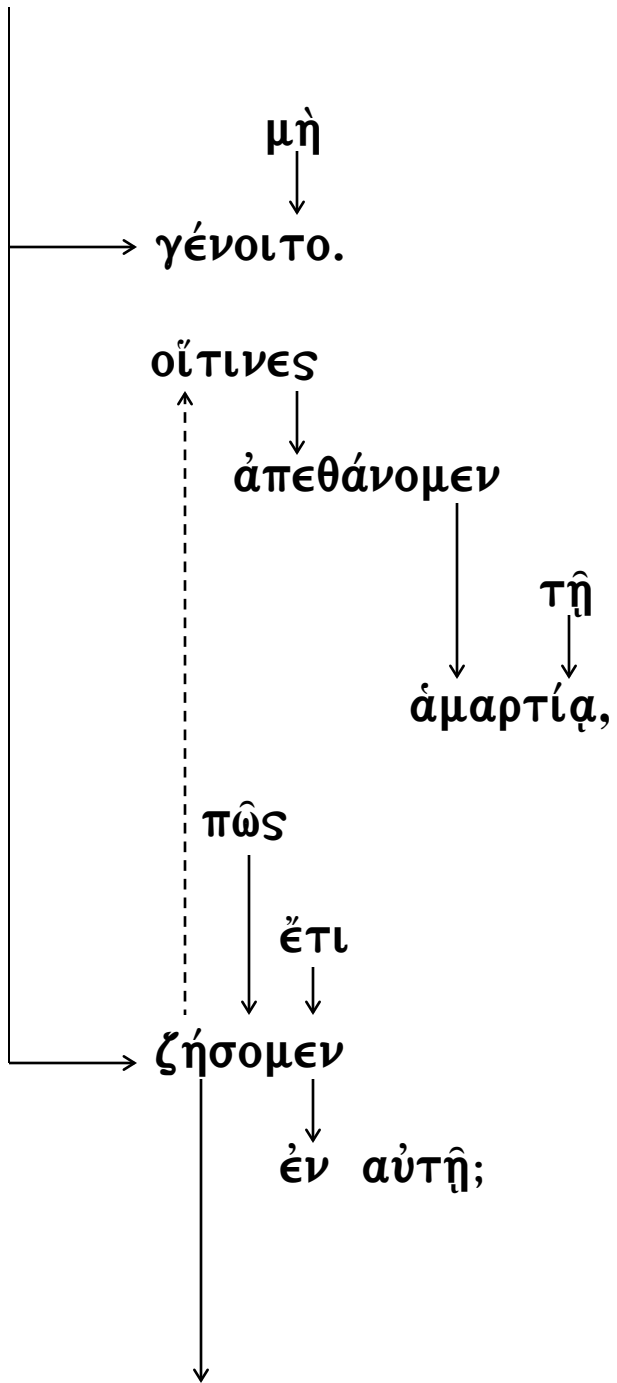 μὴ
γένοιτο.
οἵτινες
ἀπεθάνομεν
τῇ
ἁμαρτίᾳ,
πῶς
ἔτι
ζήσομεν
ἐν αὐτῇ;